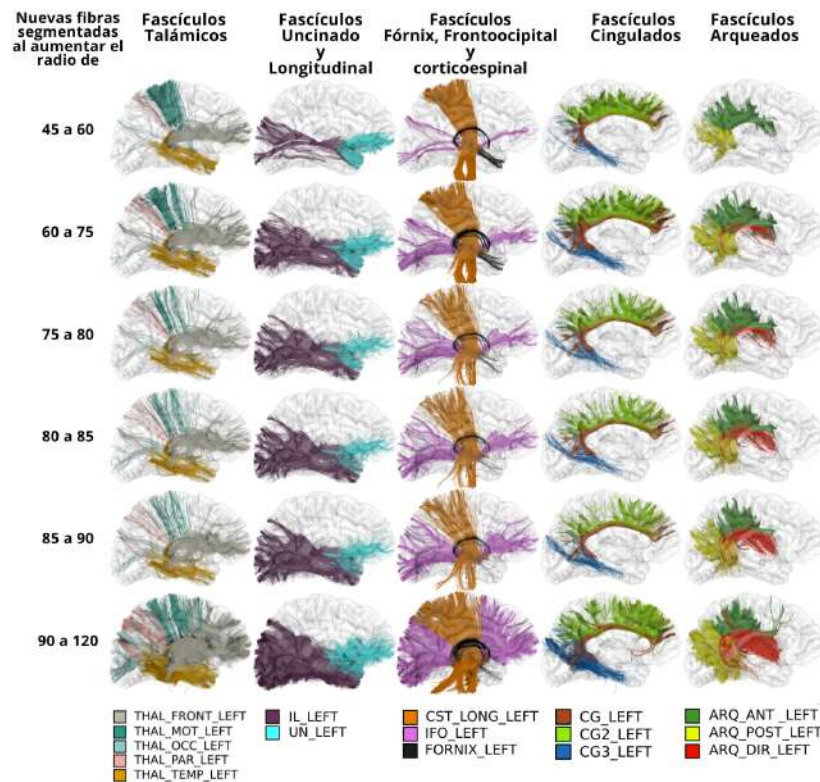 Nuevas fibras
segmentadas
al aumentar el
radio de
Fascículos
Talámicos
Fascículos
Uncinado
y
Longitudinal
Fascículos
Fórnix, Frontoocipital
y
corticoespinal
Fascículos
Cingulados
Fascículos
Arqueados
45 a 60
60 a 75
75 a 80
80 a 85
85 a 90
90 a 120
THAL_FRONT_LEFT
THAL_MOT_LEFT
THAL_OCC_LEFT
THAL_PAR_LEFT
THAL_TEMP_LEFT
IL_LEFT
UN_LEFT
CST_LONG_LEFT
IFO_LEFT
FORNIX_LEFT
CG_LEFT
CG2_LEFT
CG3_LEFT
ARQ_ANT _LEFT
ARQ_POST_LEFT
ARQ_DIR_LEFT